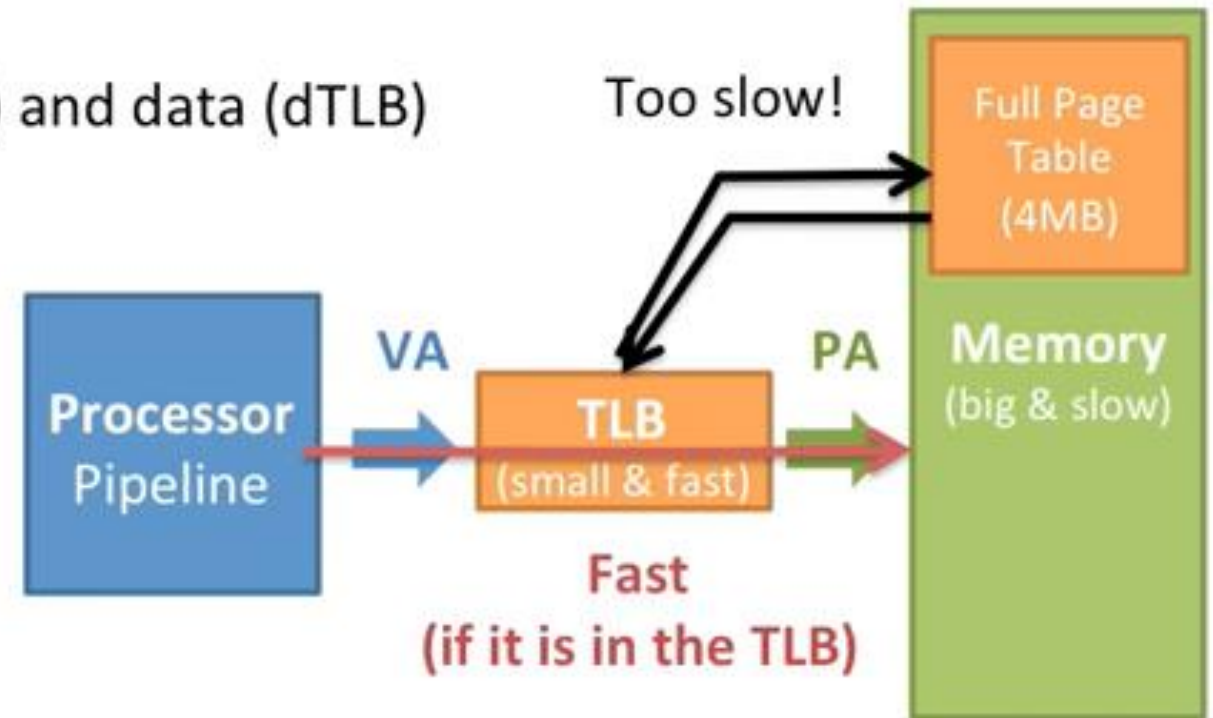 and data (dTLB)
Too slow!
Full Page
Table
(4MB)
VA
PA
Memory
(big & slow)
Processor
Pipeline
TLB
(small & fast)
Fast
(if it is in the TLB)